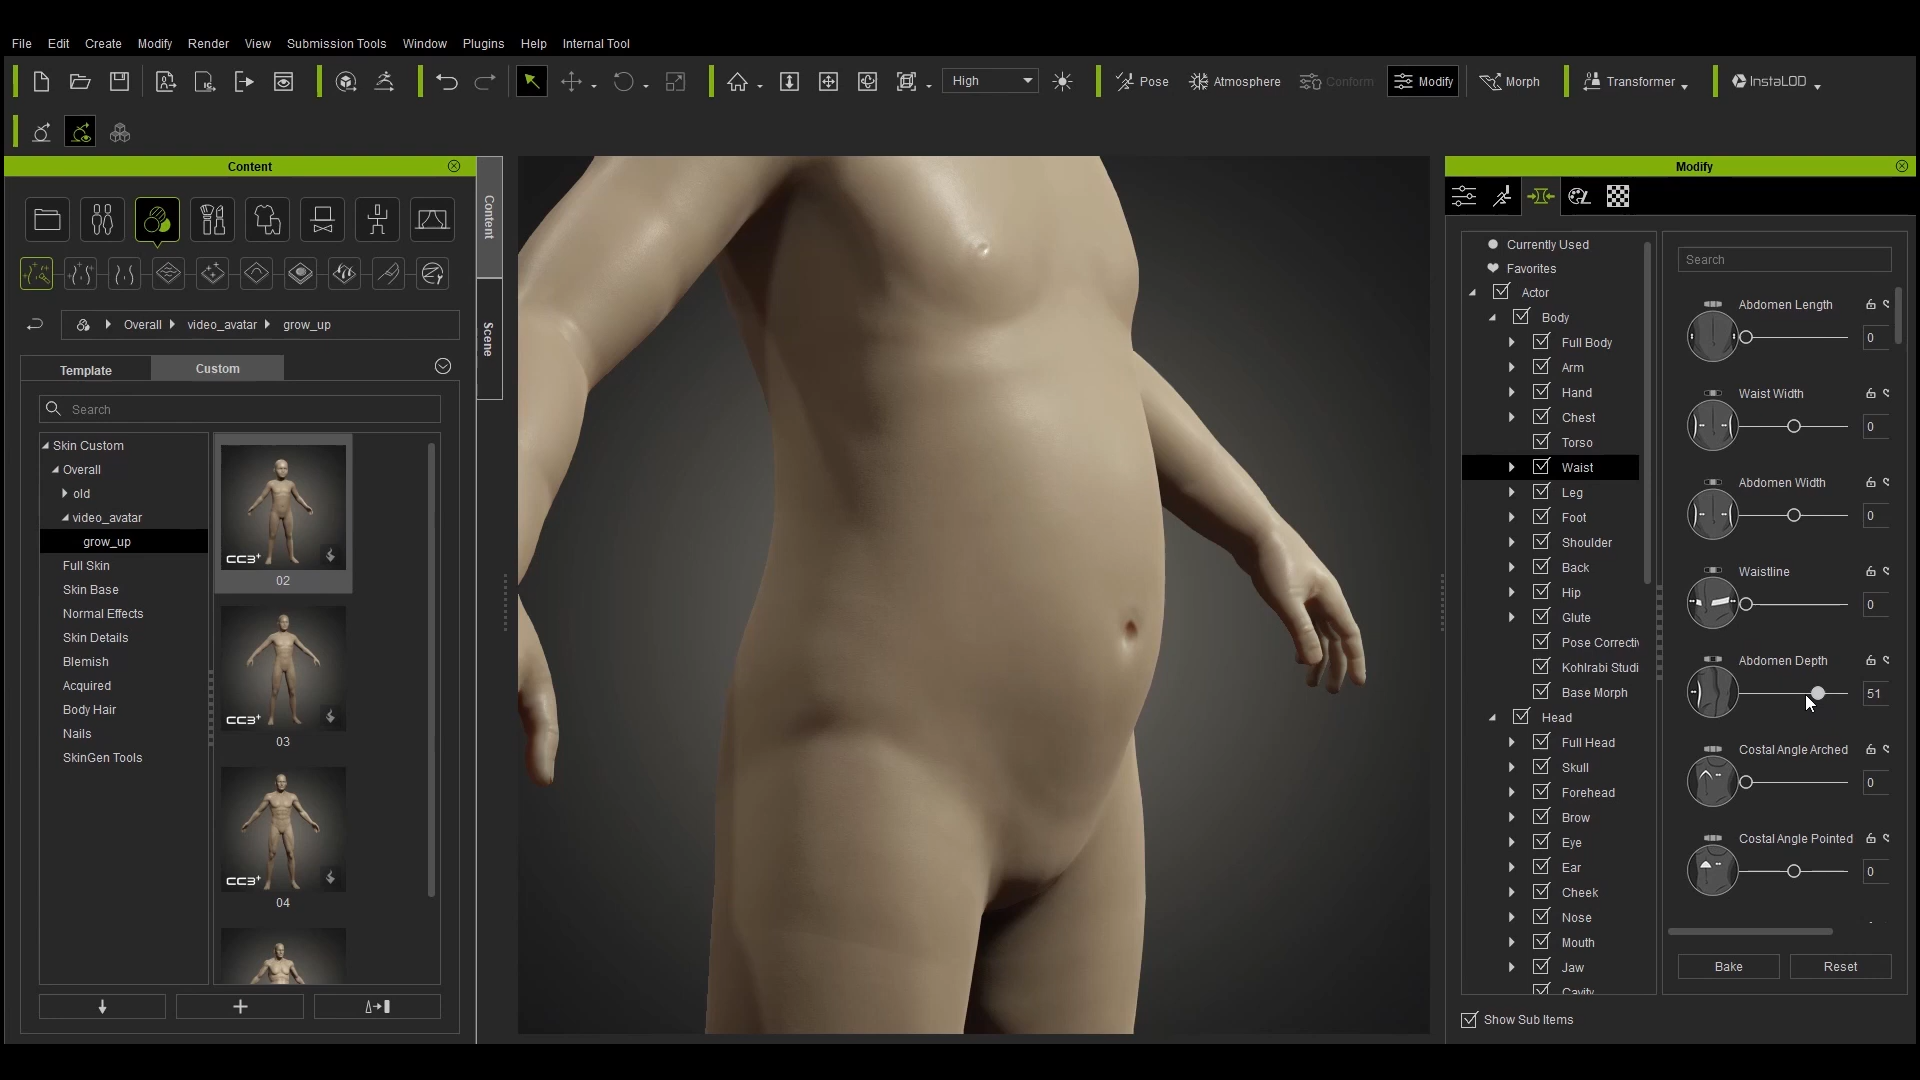 File Edit Create Modify Render View Submission Tools Window Plugins Help Internal Tool
High Pose Atmosphere Conform Modify Morph Transformer InstaLOD
Content
Overall video_avatar grow_up
Template Custom
Search
Skin Custom
Overall
old
video_avatar
grow_up
Full Skin
Skin Base
Normal Effects
Skin Details
Blemish
Acquired
Body Hair
Nails
SkinGen Tools
CC3+
02
CC3+
03
CC3+
04
Content
Scene
Modify
Currently Used
Favorites
Actor
Body
Full Body
Arm
Hand
Chest
Torso
Waist
Leg
Foot
Shoulder
Back
Hip
Glute
Pose Correctiv
Kohlrabi Studi
Base Morph
Head
Full Head
Skull
Forehead
Brow
Eye
Ear
Cheek
Nose
Mouth
Jaw
Cavity
Show Sub Items
Search
Abdomen Length
0
Waist Width
0
Abdomen Width
0
Waistline
0
Abdomen Depth
51
Costal Angle Arched
0
Costal Angle Pointed
0
Bake Reset